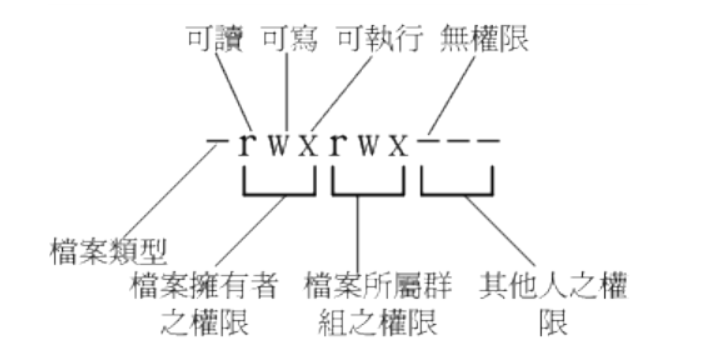 可讀 可寫 可執行 無權限
-rwxrwx---
檔案類型
檔案擁有者
之權限
檔案所屬群
組之權限
其他人之權
限